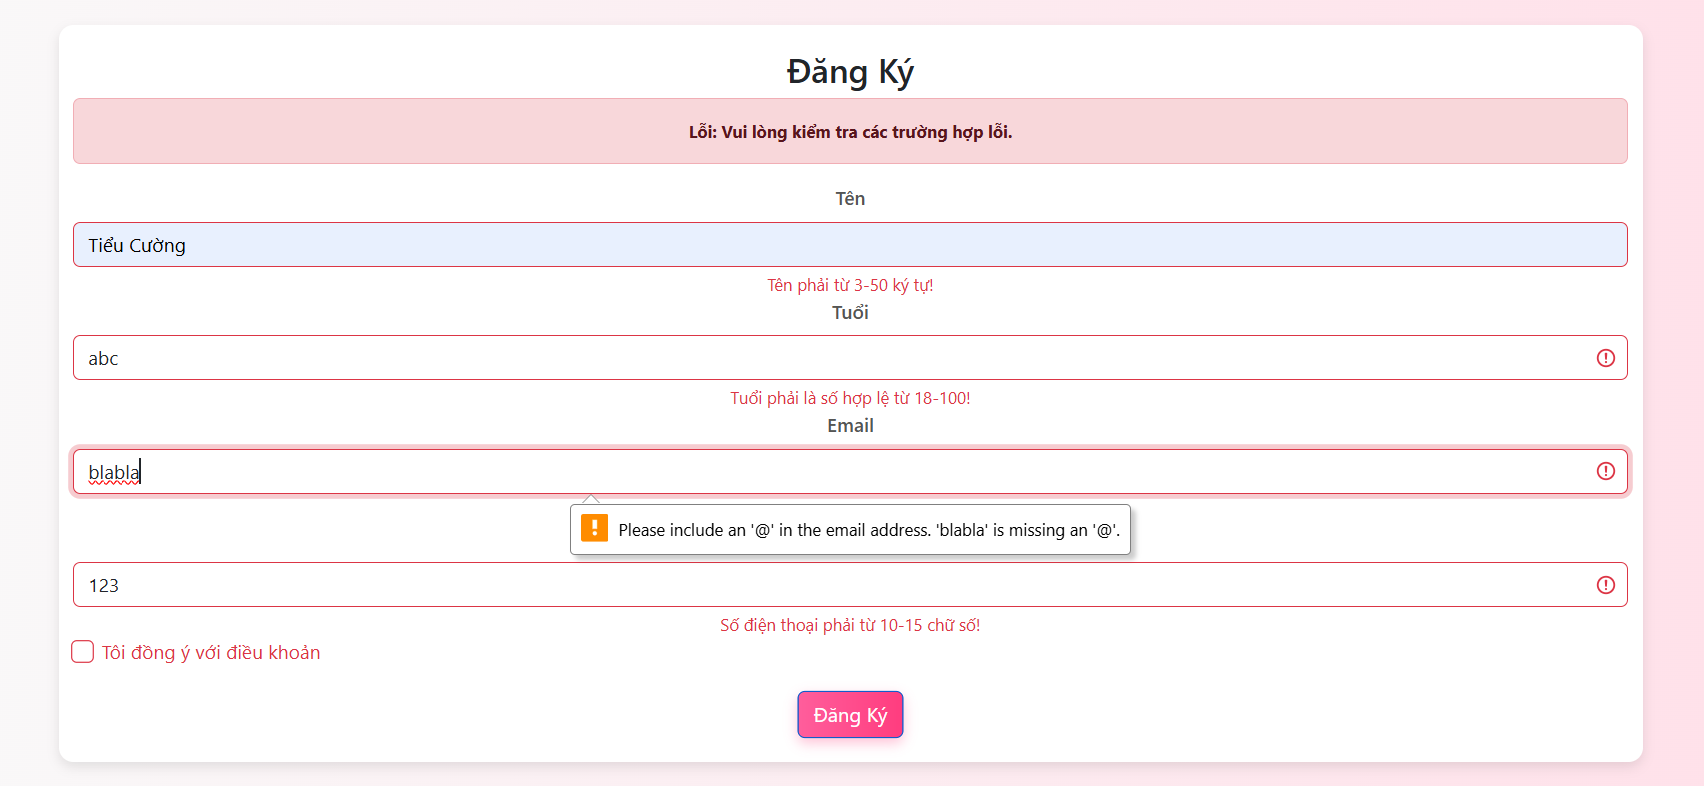 Đăng Ký
Lỗi: Vui lòng kiểm tra các trường hợp lỗi.
Tên
Tiểu Cường
Tên phải từ 3-50 ký tự!
Tuổi
abc
Tuổi phải là số hợp lệ từ 18-100!
Email
blabla
Please include an '@' in the email address. 'blabla' is missing an '@'.
123
Số điện thoại phải từ 10-15 chữ số!
Tôi đồng ý với điều khoản
Đăng Ký